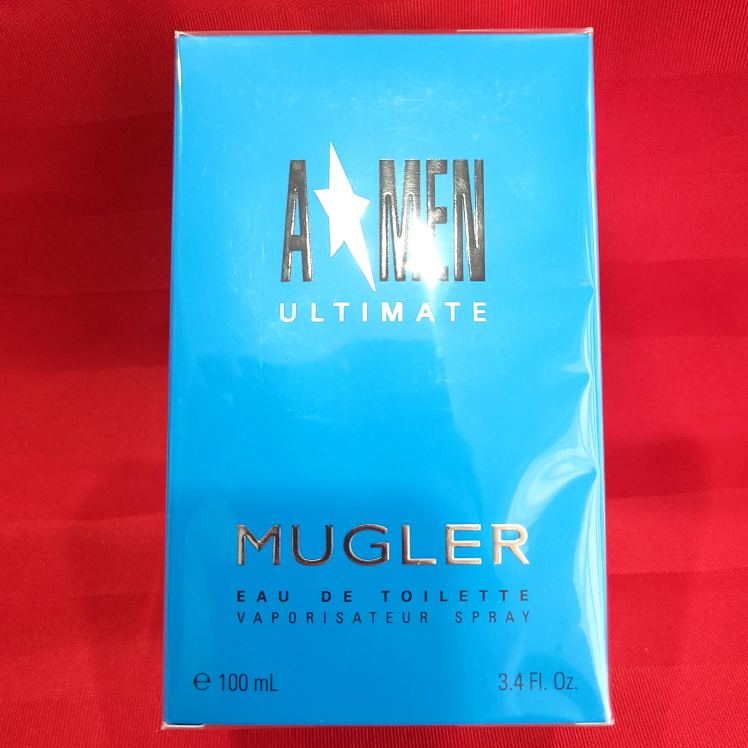 A★MEN
ULTIMATE
MUGLER
EAU DE TOILETTE
VAPORISATEUR SPRAY
℮ 100 mL
3.4 Fl. Oz.